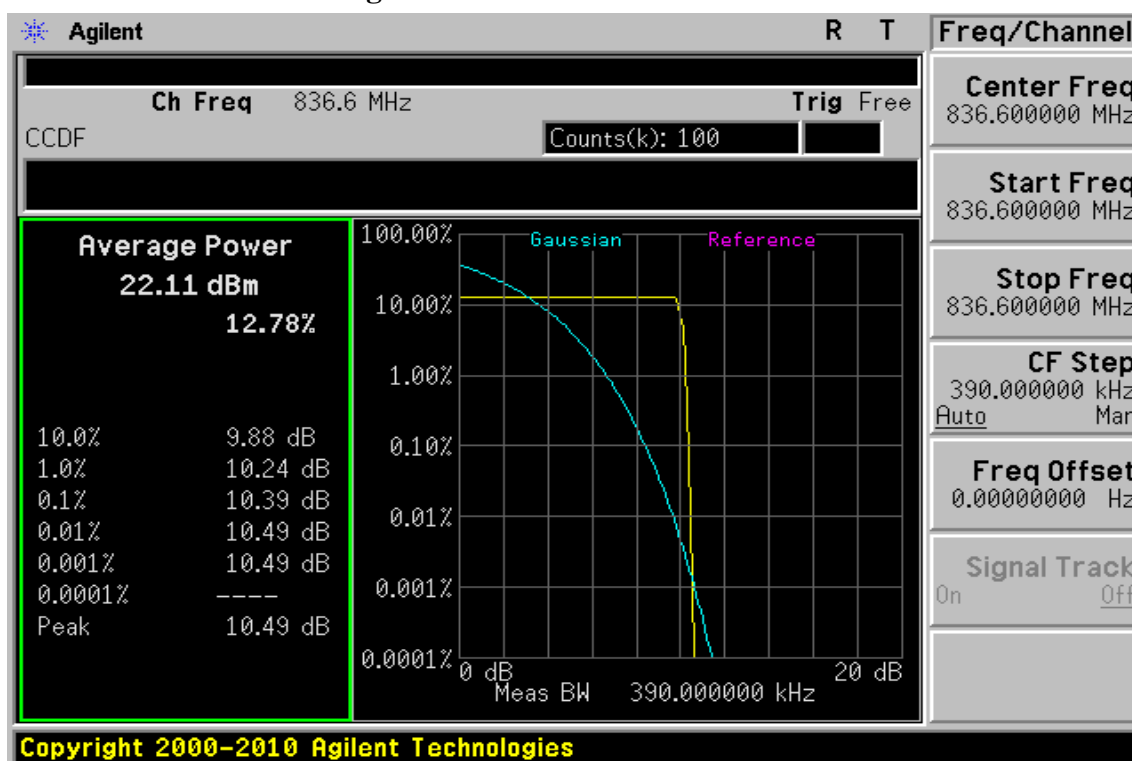 Agilent R T
Ch Freq 836.6 MHz Trig Free
CCDF Counts(k): 100
Average Power
22.11 dBm
12.78%
10.0% 9.88 dB
1.0% 10.24 dB
0.1% 10.39 dB
0.01% 10.49 dB
0.001% 10.49 dB
0.0001% ----
Peak 10.49 dB
Gaussian Reference
100.00%
10.00%
1.00%
0.10%
0.01%
0.001%
0.0001%
0 dB 20 dB
Meas BW 390.000000 kHz
Freq/Channel
Center Freq
836.600000 MHz
Start Freq
836.600000 MHz
Stop Freq
836.600000 MHz
CF Step
390.000000 kHz
Auto Man
Freq Offset
0.00000000 Hz
Signal Track
On Off
Copyright 2000-2010 Agilent Technologies